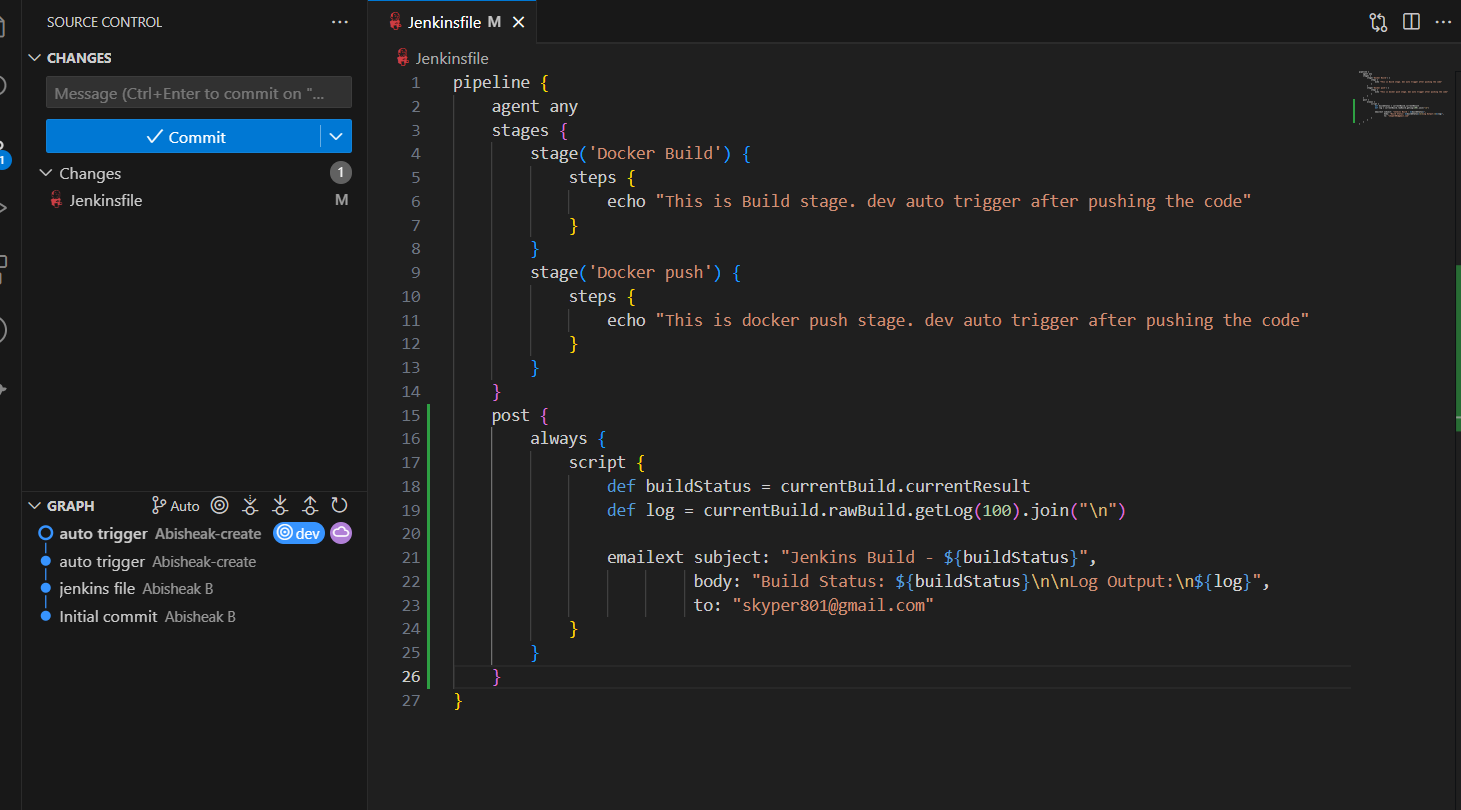 SOURCE CONTROL
CHANGES
Message (Ctrl+Enter to commit on "...
Commit
Changes
1
Jenkinsfile
M
1
GRAPH
Auto
auto trigger Abisheak-create
dev
auto trigger Abisheak-create
jenkins file Abisheak B
Initial commit Abisheak B
Jenkinsfile M
Jenkinsfile
1 pipeline {
2     agent any
3     stages {
4         stage('Docker Build') {
5             steps {
6                 echo "This is Build stage. dev auto trigger after pushing the code"
7             }
8         }
9         stage('Docker push') {
10             steps {
11                 echo "This is docker push stage. dev auto trigger after pushing the code"
12             }
13         }
14     }
15     post {
16         always {
17             script {
18                 def buildStatus = currentBuild.currentResult
19                 def log = currentBuild.rawBuild.getLog(100).join("\n")
20
21                 emailext subject: "Jenkins Build - ${buildStatus}",
22                          body: "Build Status: ${buildStatus}\n\nLog Output:\n${log}",
23                          to: "skyper801@gmail.com"
24             }
25         }
26     }
27 }